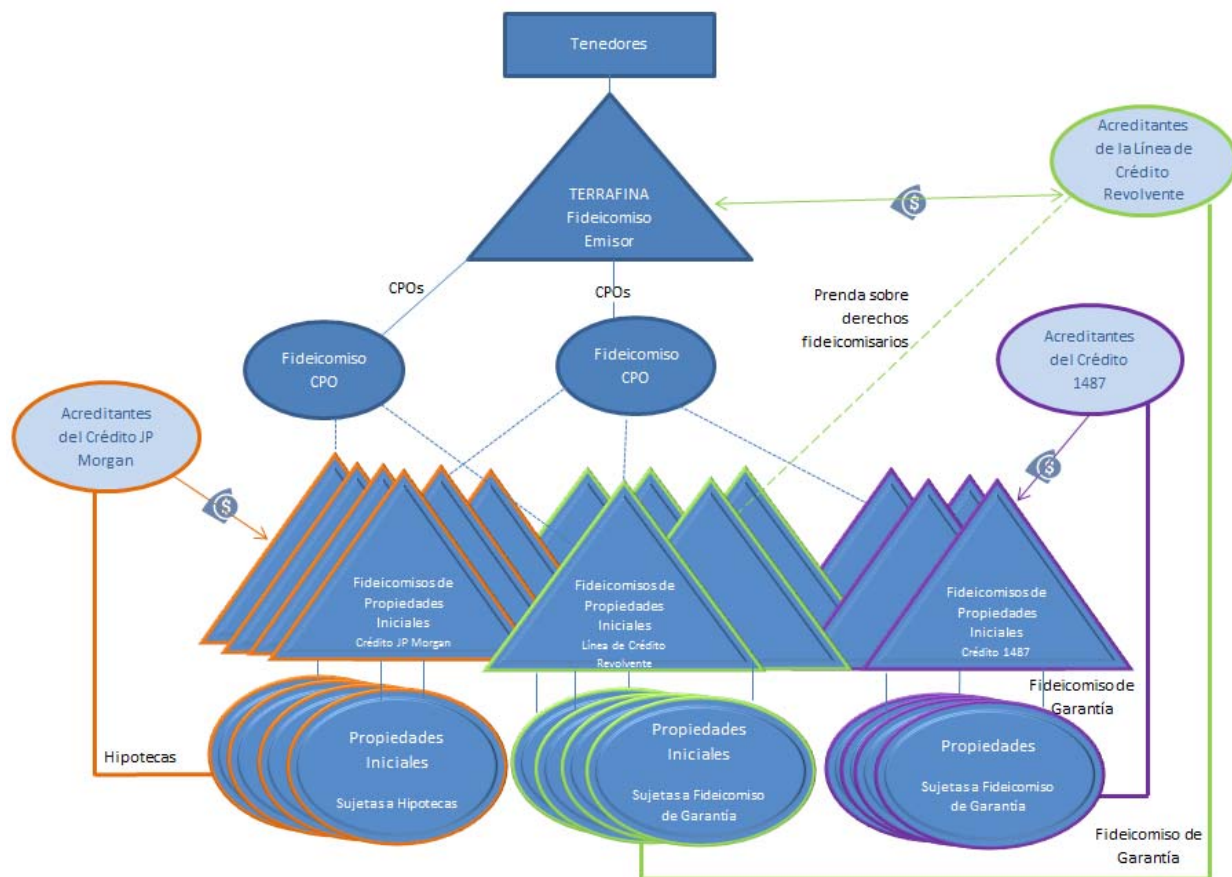 Tenedores
TERRAFINA
Fideicomiso
Emisor
Acreditantes
de la Línea de
Crédito
Revolvente
$
CPOs
CPOs
Prenda sobre
derechos
fideicomisarios
Fideicomiso
CPO
Fideicomiso
CPO
Acreditantes
del Crédito
1487
Acreditantes
del Crédito JP
Morgan
$
$
Fideicomisos de
Propiedades
Iniciales
Crédito JP Morgan
Fideicomisos de
Propiedades
Iniciales
Línea de Crédito
Revolvente
Fideicomisos de
Propiedades
Iniciales
Crédito 1487
Fideicomiso de
Garantía
Hipotecas
Propiedades
Iniciales
Sujetas a Hipotecas
Propiedades
Iniciales
Sujetas a Fideicomiso
de Garantía
Propiedades
Sujetas a Fideicomiso
de Garantía
Fideicomiso de
Garantía